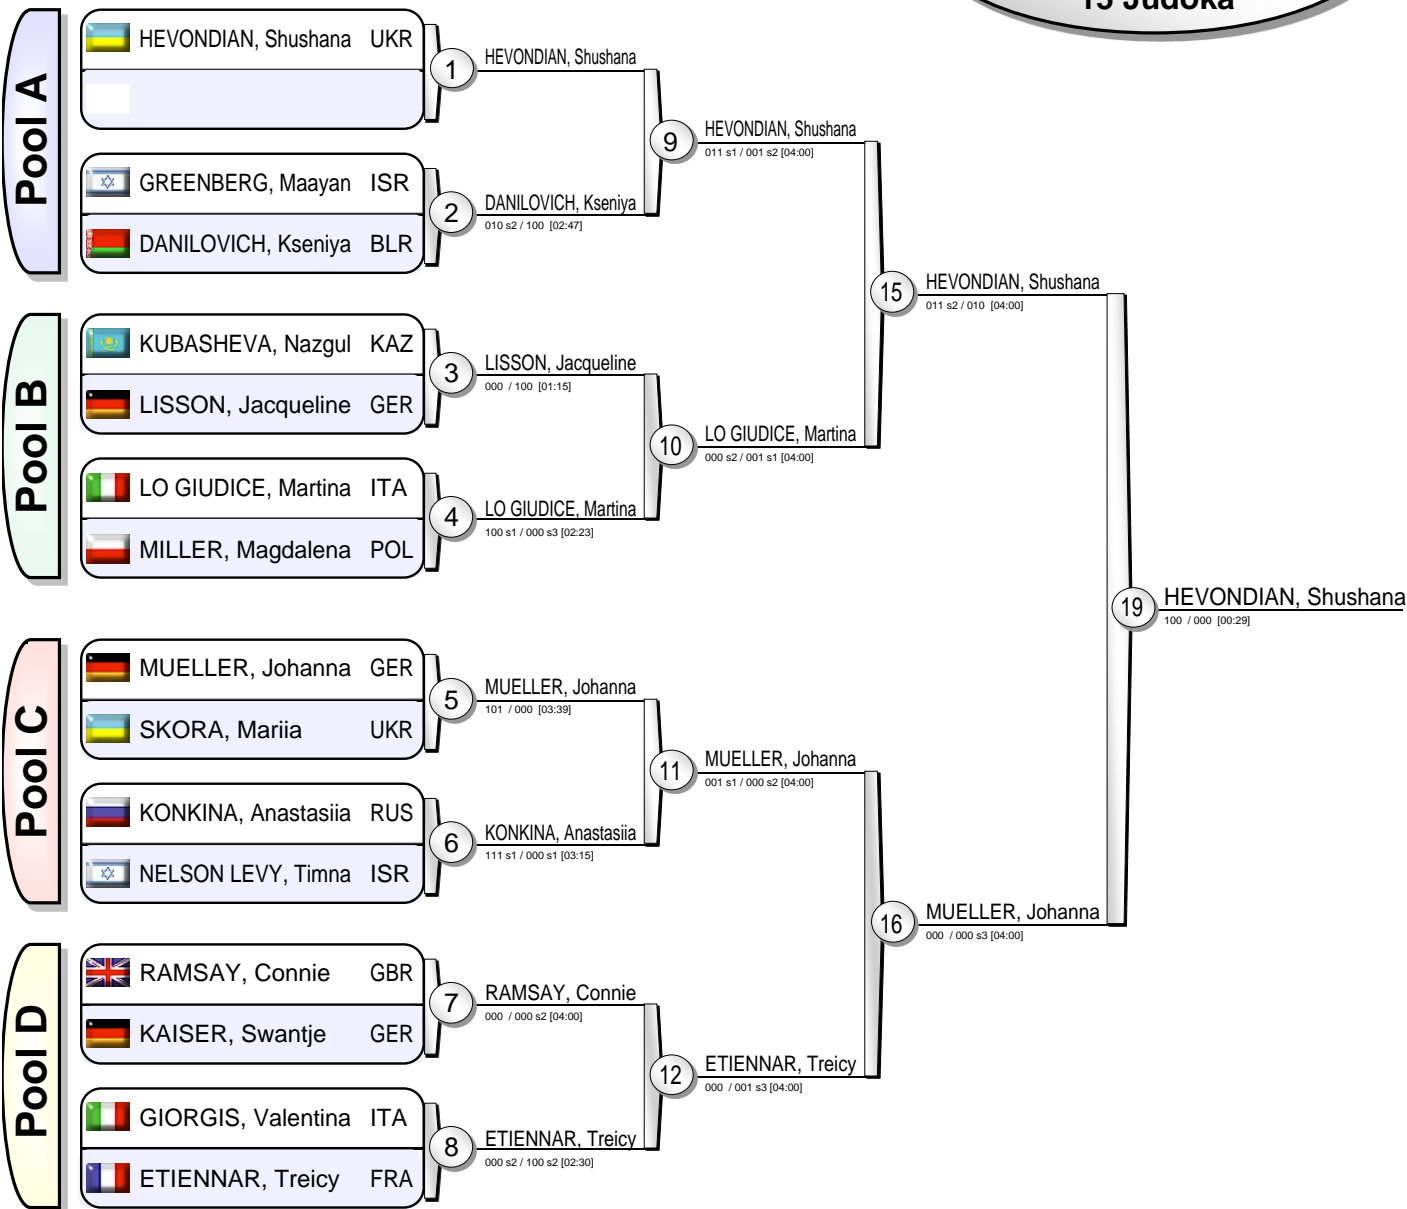 15 Judoka
Pool A
HEVONDIAN, Shushana UKR
GREENBERG, Maayan ISR
DANILOVICH, Kseniya BLR
Pool B
KUBASHEVA, Nazgul KAZ
LISSON, Jacqueline GER
LO GIUDICE, Martina ITA
MILLER, Magdalena POL
Pool C
MUELLER, Johanna GER
SKORA, Mariia UKR
KONKINA, Anastasiia RUS
NELSON LEVY, Timna ISR
Pool D
RAMSAY, Connie GBR
KAISER, Swantje GER
GIORGIS, Valentina ITA
ETIENNAR, Treicy FRA
1
HEVONDIAN, Shushana
2
DANILOVICH, Kseniya
010 s2 / 100 [02:47]
3
LISSON, Jacqueline
000 / 100 [01:15]
4
LO GIUDICE, Martina
100 s1 / 000 s3 [02:23]
5
MUELLER, Johanna
101 / 000 [03:39]
6
KONKINA, Anastasiia
111 s1 / 000 s1 [03:15]
7
RAMSAY, Connie
000 / 000 s2 [04:00]
8
ETIENNAR, Treicy
000 s2 / 100 s2 [02:30]
9
HEVONDIAN, Shushana
011 s1 / 001 s2 [04:00]
10
LO GIUDICE, Martina
000 s2 / 001 s1 [04:00]
11
MUELLER, Johanna
001 s1 / 000 s2 [04:00]
12
ETIENNAR, Treicy
000 / 001 s3 [04:00]
15
HEVONDIAN, Shushana
011 s2 / 010 [04:00]
16
MUELLER, Johanna
000 / 000 s3 [04:00]
19
HEVONDIAN, Shushana
100 / 000 [00:29]